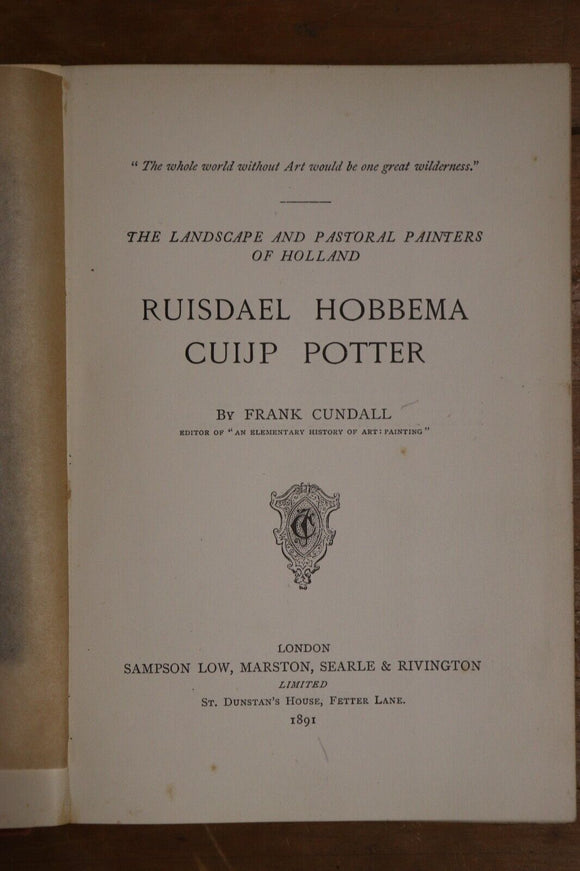 “ The whole world without Art would be one great wilderness.”
THE LANDSCAPE AND PASTORAL PAINTERS
OF HOLLAND
RUISDAEL HOBBEMA
CUIJP POTTER
By FRANK CUNDALL
EDITOR OF “AN ELEMENTARY HISTORY OF ART: PAINTING”
LONDON
SAMPSON LOW, MARSTON, SEARLE & RIVINGTON
LIMITED
St. Dunstan's House, Fetter Lane.
1891